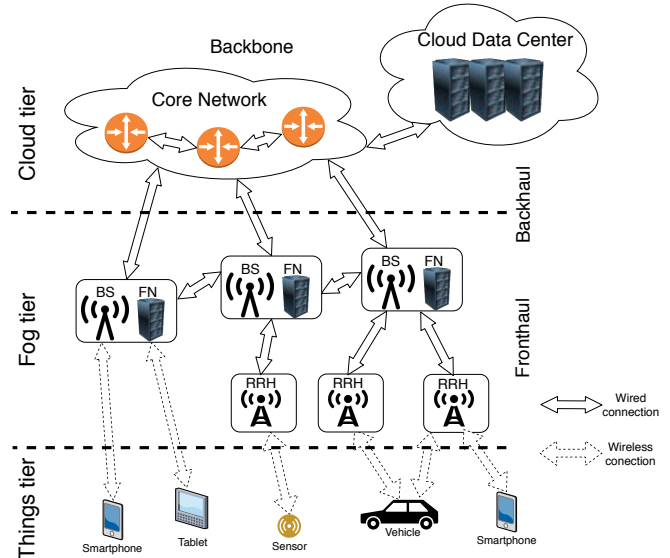 Backbone
Cloud Data Center
Core Network
Cloud tier
Backhaul
BS FN
BS FN
BS FN
Fog tier
Fronthaul
RRH
RRH
RRH
Wired
connection
Wireless
conection
Things tier
Smartphone
Tablet
Sensor
Vehicle
Smartphone